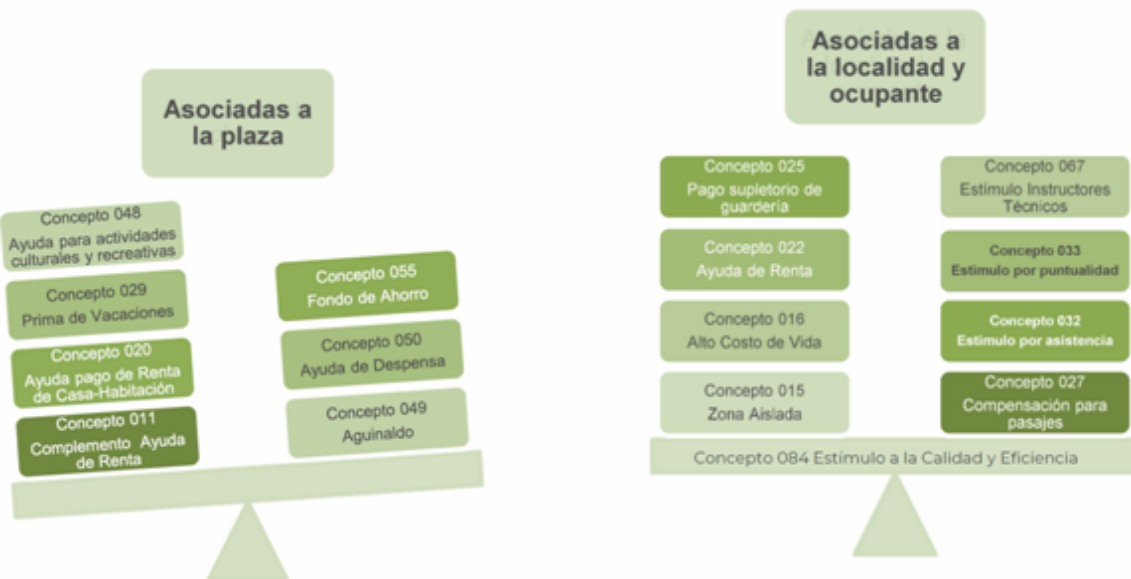 Asociadas a
la plaza
Concepto 048
Ayuda para actividades
culturales y recreativas
Concepto 029
Prima de Vacaciones
Concepto 020
Ayuda pago de Renta
de Casa-Habitación
Concepto 011
Complemento Ayuda
de Renta
Concepto 055
Fondo de Ahorro
Concepto 050
Ayuda de Despensa
Concepto 049
Aguinaldo
Asociadas a
la localidad y
ocupante
Concepto 025
Pago supletorio de
guardería
Concepto 022
Ayuda de Renta
Concepto 016
Alto Costo de Vida
Concepto 015
Zona Aislada
Concepto 067
Estímulo Instructores
Técnicos
Concepto 033
Estimulo por puntualidad
Concepto 032
Estimulo por asistencia
Concepto 027
Compensación para
pasajes
Concepto 084 Estímulo a la Calidad y Eficiencia